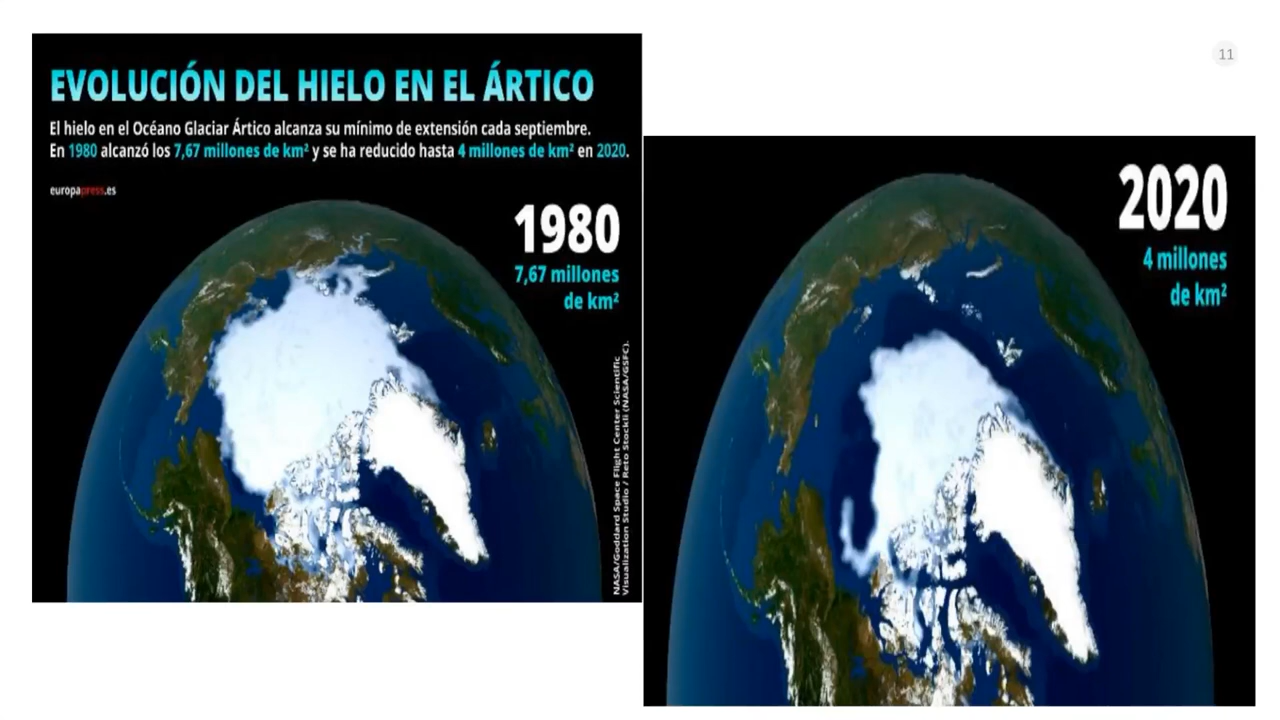 EVOLUCIÓN DEL HIELO EN EL ÁRTICO
El hielo en el Océano Glaciar Ártico alcanza su mínimo de extensión cada septiembre.
En 1980 alcanzó los 7,67 millones de km² y se ha reducido hasta 4 millones de km² en 2020.
europapress.es
1980
7,67 millones
de km²
NASA/Goddard Space Flight Center Scientific
Visualization Studio / Reto Stockli (NASA/GSFC).
11
2020
4 millones
de km²